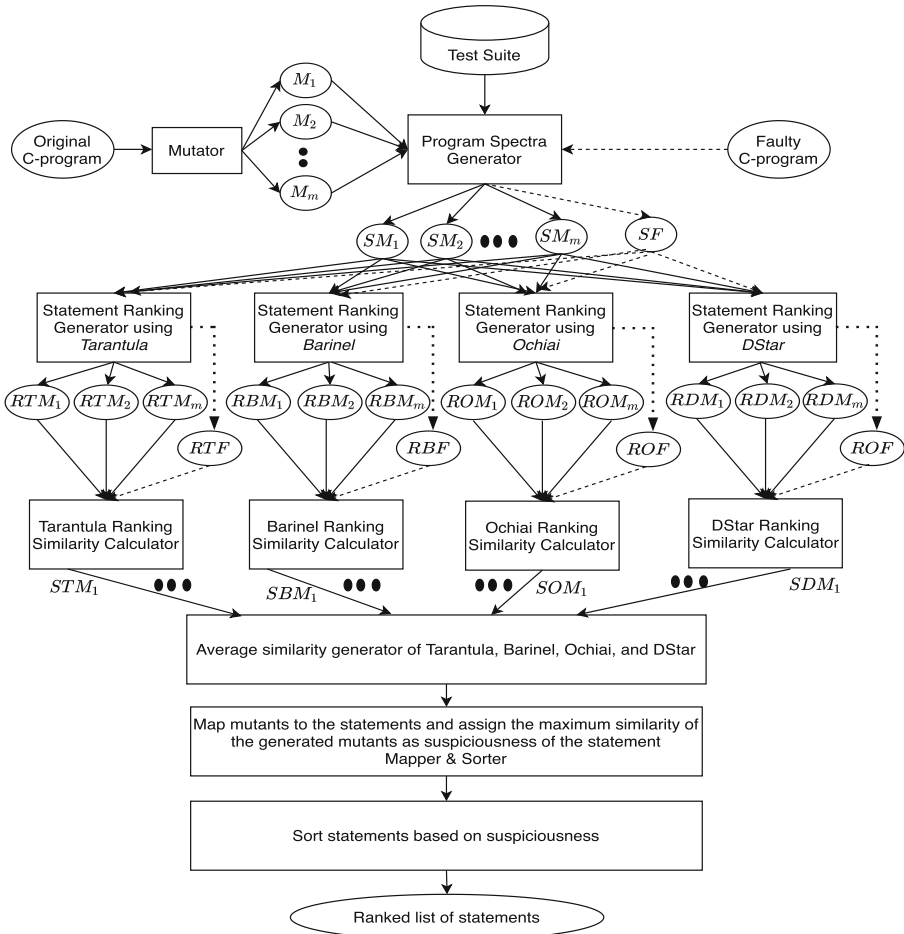 Test Suite
M₁
M₂
Mₘ
Original
C-program
Mutator
Program Spectra
Generator
Faulty
C-program
SM₁
SM₂
SMₘ
SF
Statement Ranking
Generator using
Tarantula
Statement Ranking
Generator using
Barinel
Statement Ranking
Generator using
Ochiai
Statement Ranking
Generator using
DStar
RTM₁
RTM₂
RTMₘ
RBM₁
RBM₂
RBMₘ
ROM₁
ROM₂
ROMₘ
RDM₁
RDM₂
RDMₘ
RTF
RBF
ROF
ROF
Tarantula Ranking
Similarity Calculator
Barinel Ranking
Similarity Calculator
Ochiai Ranking
Similarity Calculator
DStar Ranking
Similarity Calculator
STM₁
SBM₁
SOM₁
SDM₁
Average similarity generator of Tarantula, Barinel, Ochiai, and DStar
Map mutants to the statements and assign the maximum similarity of
the generated mutants as suspiciousness of the statement
Mapper & Sorter
Sort statements based on suspiciousness
Ranked list of statements